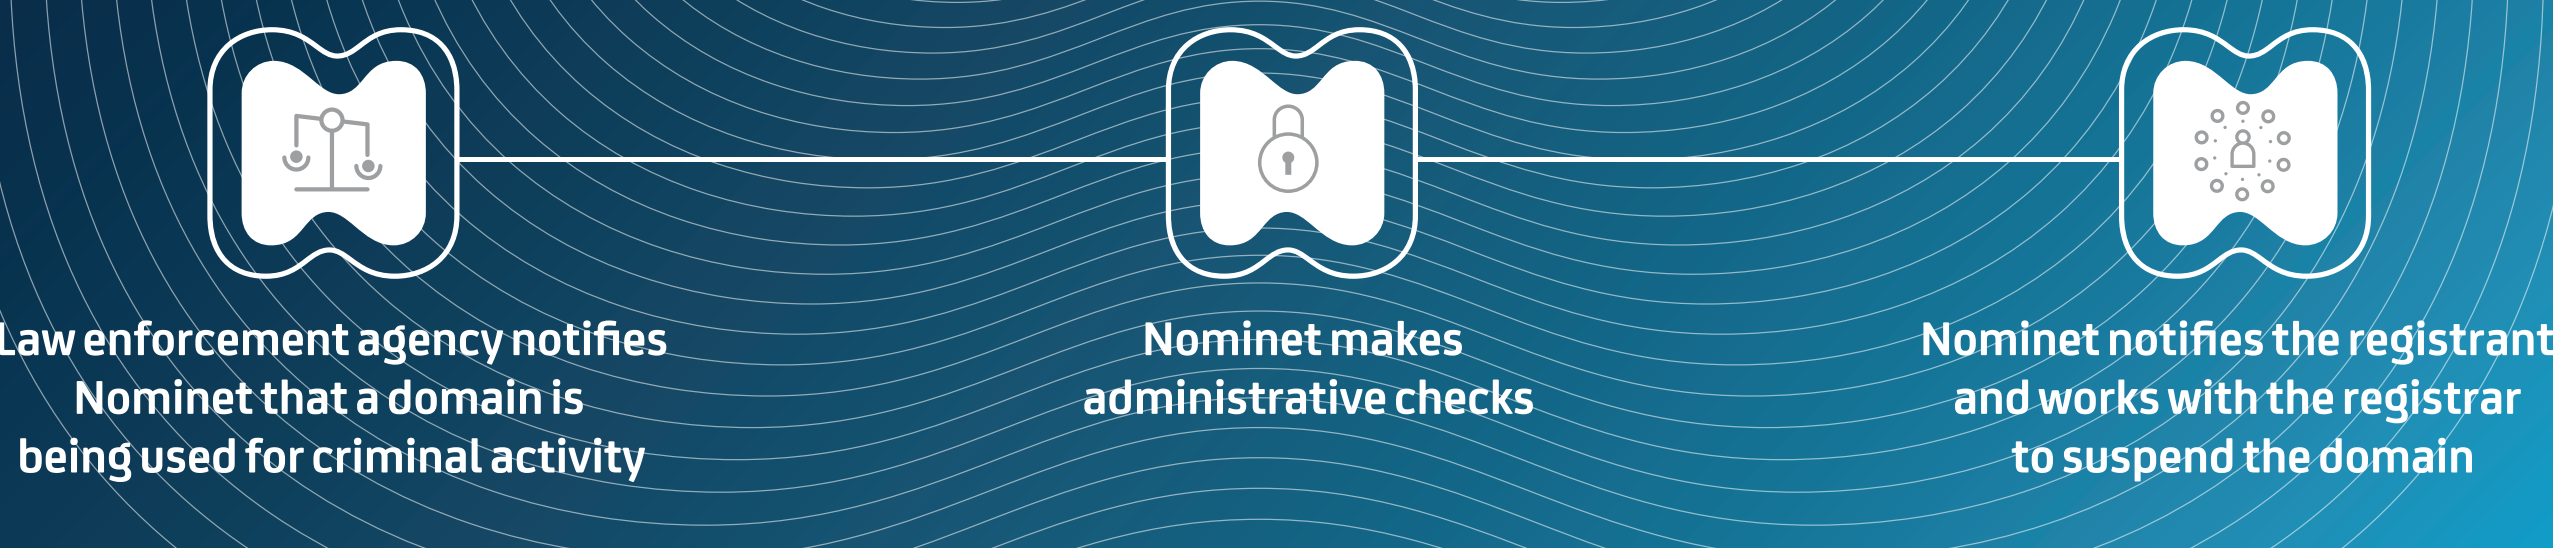 Law enforcement agency notifies
Nominet that a domain is
being used for criminal activity
Nominet makes
administrative checks
Nominet notifies the registrant
and works with the registrar
to suspend the domain